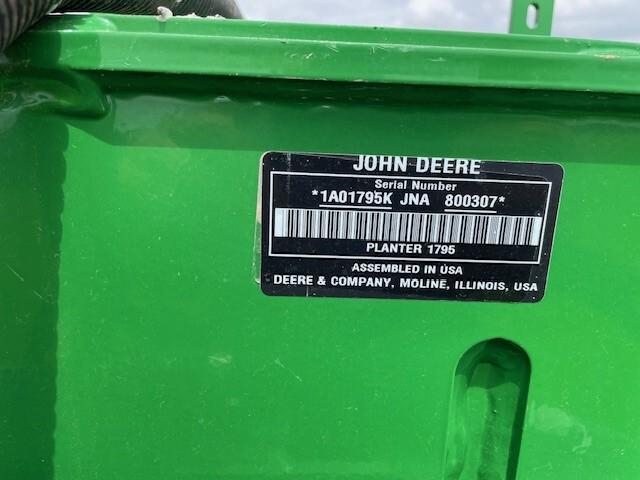 JOHN DEERE
Serial Number
*1A01795K JNA 800307*
PLANTER 1795
ASSEMBLED IN USA
DEERE & COMPANY, MOLINE, ILLINOIS, USA